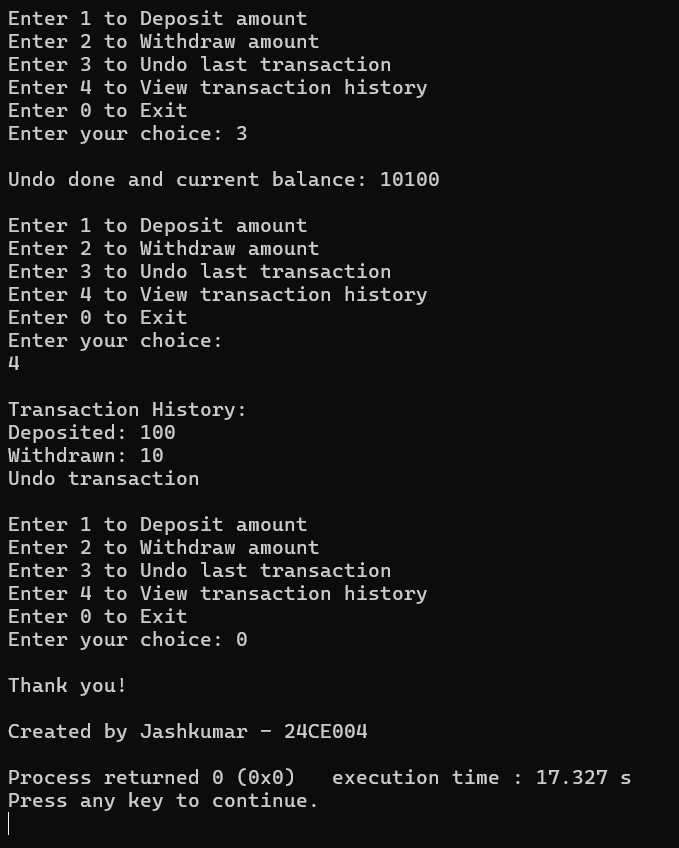 Enter 1 to Deposit amount
Enter 2 to Withdraw amount
Enter 3 to Undo last transaction
Enter 4 to View transaction history
Enter 0 to Exit
Enter your choice: 3
Undo done and current balance: 10100
Enter 1 to Deposit amount
Enter 2 to Withdraw amount
Enter 3 to Undo last transaction
Enter 4 to View transaction history
Enter 0 to Exit
Enter your choice:
4
Transaction History:
Deposited: 100
Withdrawn: 10
Undo transaction
Enter 1 to Deposit amount
Enter 2 to Withdraw amount
Enter 3 to Undo last transaction
Enter 4 to View transaction history
Enter 0 to Exit
Enter your choice: 0
Thank you!
Created by Jashkumar - 24CE004
Process returned 0 (0x0)   execution time : 17.327 s
Press any key to continue.